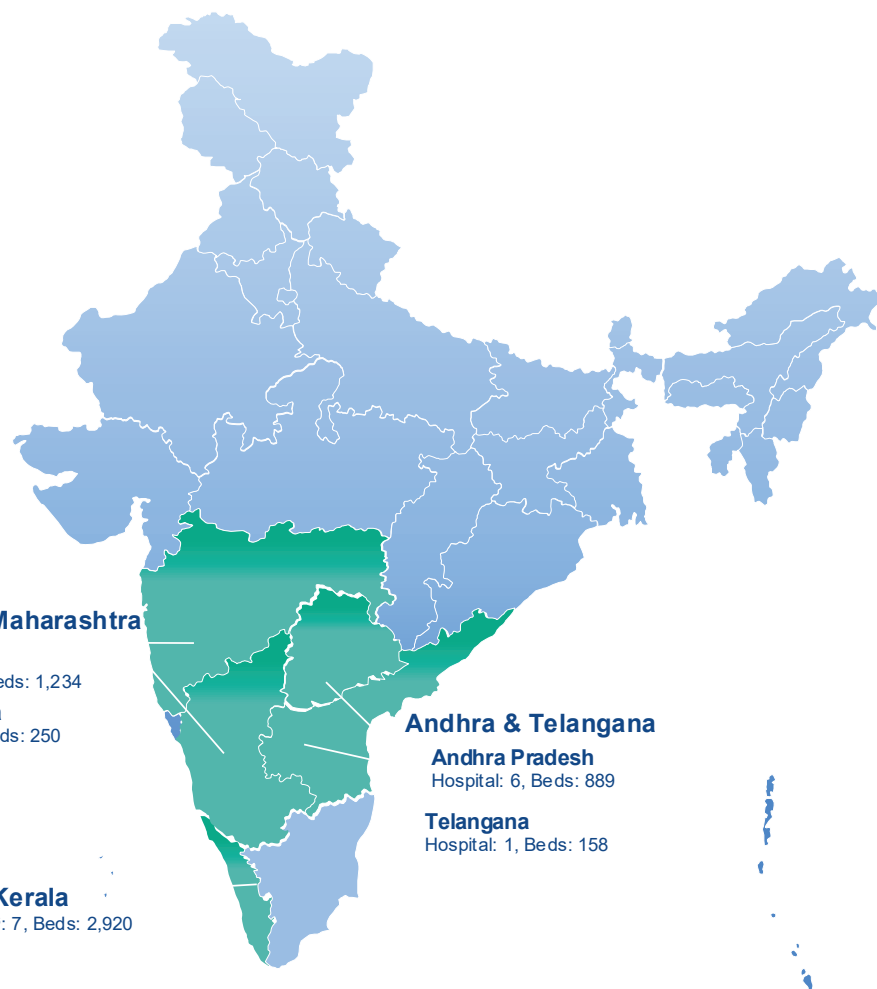 Maharashtra
eds: 1,234
ds: 250
Andhra & Telangana
Andhra Pradesh
Hospital: 6, Beds: 889
Telangana
Hospital: 1, Beds: 158
Kerala
: 7, Beds: 2,920